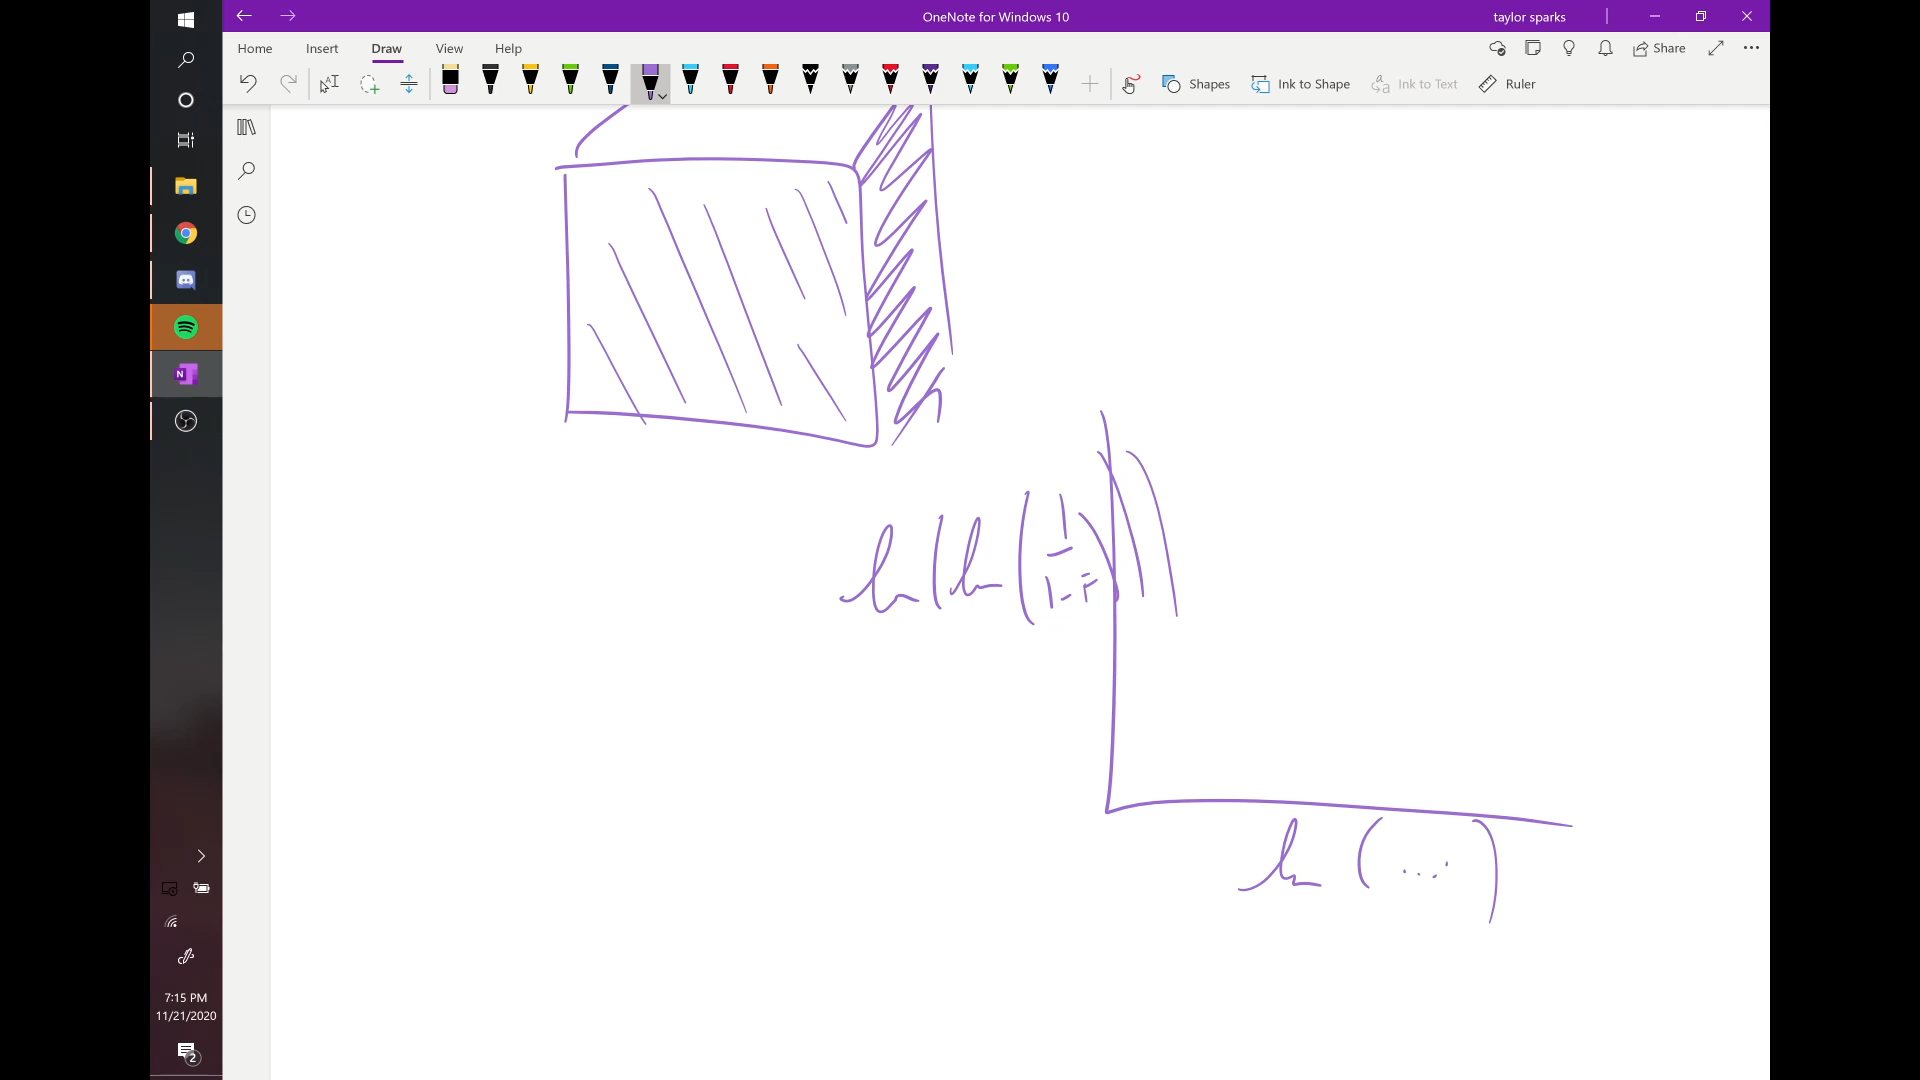 OneNote for Windows 10
taylor sparks
Home Insert Draw View Help
Share
Shapes Ink to Shape Ink to Text Ruler
ln(ln(1/1-F)))
ln (...)
7:15 PM
11/21/2020
2